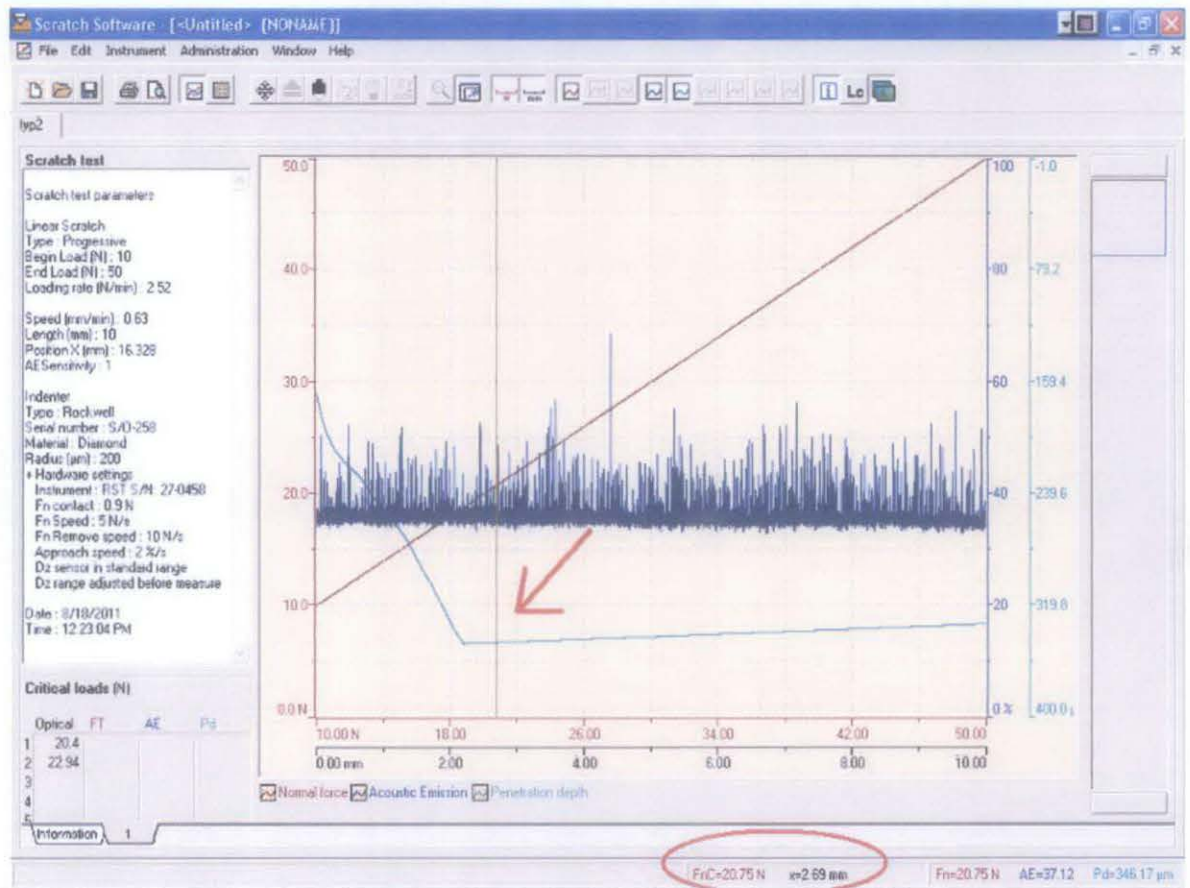 Scratch Software - [<Untitled> (NONAME)]
File Edit Instrument Administration Window Help
Lc
typ2
Scratch test
Scratch test parameters
Linear Scratch
Type : Progressive
Begin Load (N) : 10
End Load (N) : 50
Loading rate (N/min) : 2.52
Speed (mm/min) : 0.63
Length (mm) : 10
Position X (mm) : 16.328
AE Sensitivity : 1
Indenter
Type : Rockwell
Serial number : S/O-258
Material : Diamond
Radius (µm) : 200
+ Hardware settings
Instrument : RST S/N: 27-0458
Fn contact : 0.9 N
Fn Speed : 5 N/s
Fn Remove speed : 10 N/s
Approach speed : 2 %/s
Dz sensor in standard range
Dz range adjusted before measure
Date : 8/18/2011
Time : 12:23:04 PM
Critical loads (N)
Optical FT AE Pd
1 20.4
2 22.94
3
4
5
Information 1
50.0 100 -1.0
40.0 80 79.2
30.0 60 159.4
20.0 40 239.6
10.0 20 319.8
0.0 N 0 % 400.0
10.00 N 18.00 26.00 34.00 42.00 50.00
0.00 mm 2.00 4.00 6.00 8.00 10.00
Normal force Acoustic Emission Penetration depth
FnC=20.75 N x=2.69 mm Fn=20.75 N AE=37.12 Pd=346.17 µm